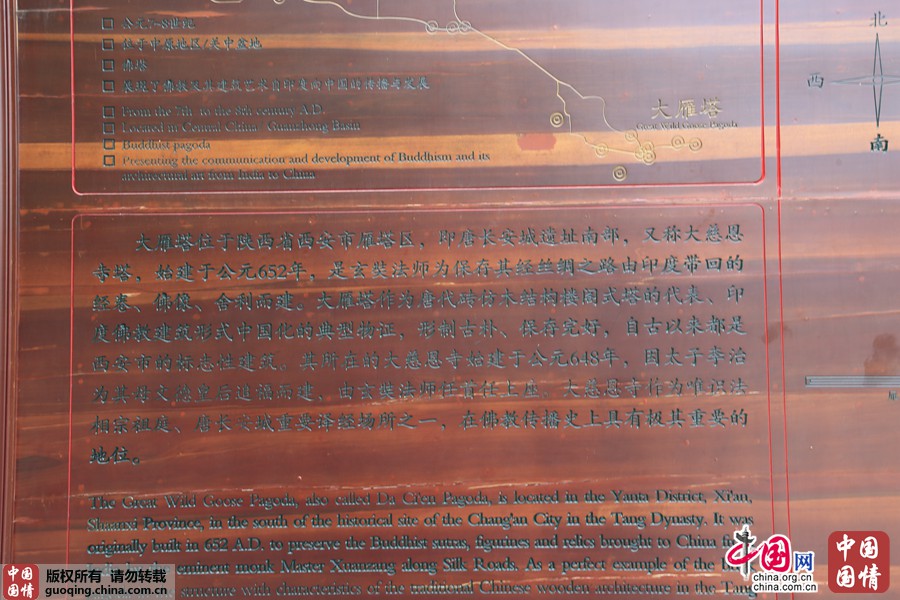 公元7-8世纪
位于中原地区/关中盆地
佛塔
表现了佛教及其建筑艺术自印度向中国的传播与发展
From the 7th to the 8th century A.D.
Located in Central China/ Guanzhong Basin
Buddhist pagoda
Presenting the communication and development of Buddhism and its
architectural art from India to China
大雁塔
Great Wild Goose Pagoda
北
西
南
大雁塔位于陕西省西安市雁塔区，即唐长安城遗址南部，又称大慈恩
寺塔，始建于公元652年，是玄奘法师为保存其经丝绸之路由印度带回的
经卷、佛像、舍利而建。大雁塔作为唐代砖仿木结构楼阁式塔的代表、印
度佛教建筑形式中国化的典型物证，形制古朴、保存完好，自古以来都是
西安市的标志性建筑。其所在的大慈恩寺始建于公元648年，因太子李治
为其母文德皇后追福而建，由玄奘法师任首任上座。大慈恩寺作为唯识法
相宗祖庭、唐长安城重要译经场所之一，在佛教传播史上具有极其重要的
地位。
The Great Wild Goose Pagoda, also called Da Ci'en Pagoda, is located in the Yanta District, Xi'an,
Shaanxi Province, in the south of the historical site of the Chang'an City in the Tang Dynasty. It was
originally built in 652 A.D. to preserve the Buddhist sutras, figurines and relics brought to China
eminent monk Master Xuanzang along Silk Roads. As a perfect example of the
structure with characteristics of the traditional Chinese wooden architecture in the Tang
中国国情
版权所有 请勿转载
guoqing.china.com.cn
中国网
china.org.cn
china.com.cn
中国国情